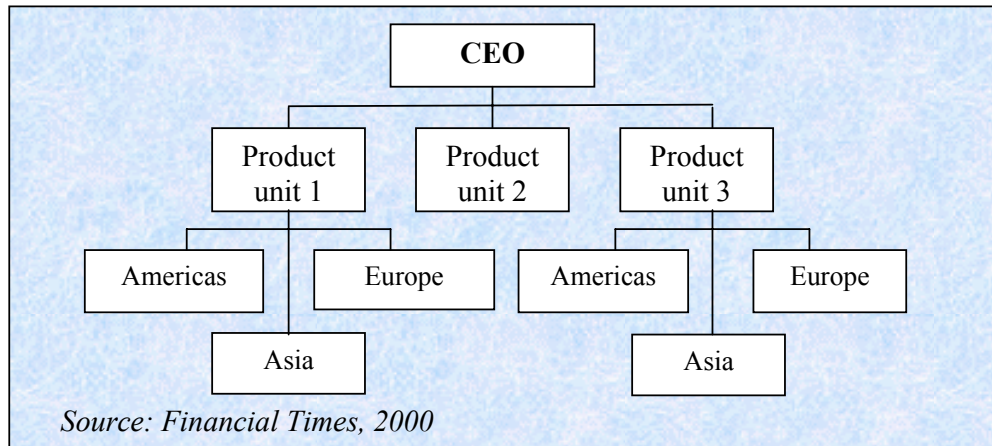 CEO
Product
unit 1
Product
unit 2
Product
unit 3
Americas
Europe
Americas
Europe
Asia
Asia
Source: Financial Times, 2000